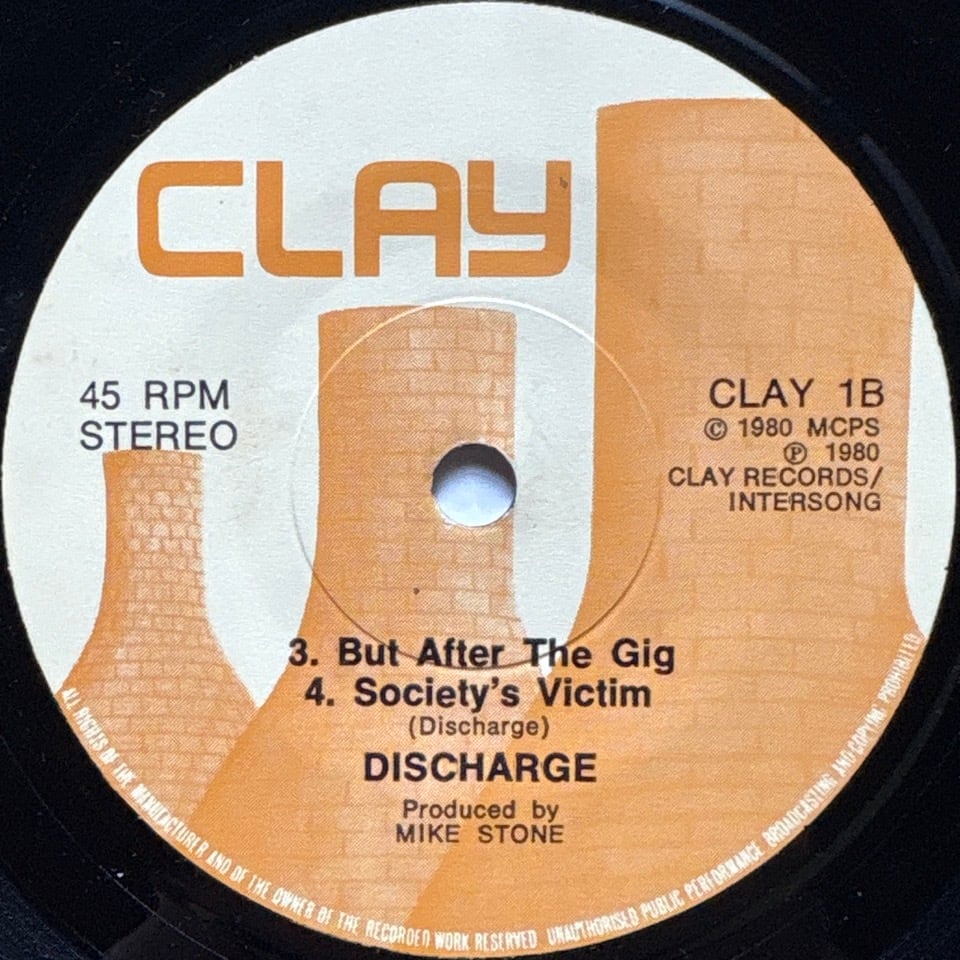 CLAY
45 RPM
STEREO
CLAY 1B
© 1980 MCPS
℗ 1980
CLAY RECORDS/
INTERSONG
3. But After The Gig
4. Society's Victim
(Discharge)
DISCHARGE
Produced by
MIKE STONE
ALL RIGHTS OF THE MANUFACTURER AND OF THE OWNER OF THE RECORDED WORK RESERVED UNAUTHORISED PUBLIC PERFORMANCE BROADCASTING AND COPYING PROHIBITED